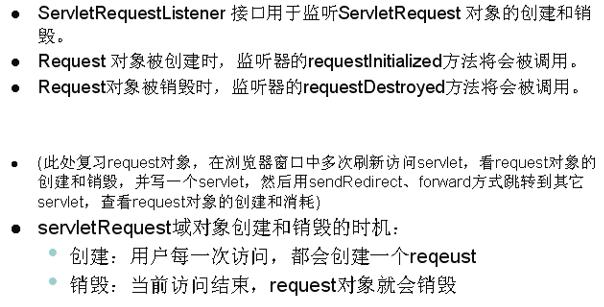 ServletRequestListener 接口用于监听ServletRequest 对象的创建和销
毁。
Request 对象被创建时，监听器的requestInitialized方法将会被调用。
Request对象被销毁时，监听器的requestDestroyed方法将会被调用。
(此处复习request对象，在浏览器窗口中多次刷新访问servlet，看request对象的
创建和销毁，并写一个servlet，然后用sendRedirect、forward方式跳转到其它
servlet，查看request对象的创建和消耗)
servletRequest域对象创建和销毁的时机：
创建：用户每一次访问，都会创建一个reqeust
销毁：当前访问结束，request对象就会销毁